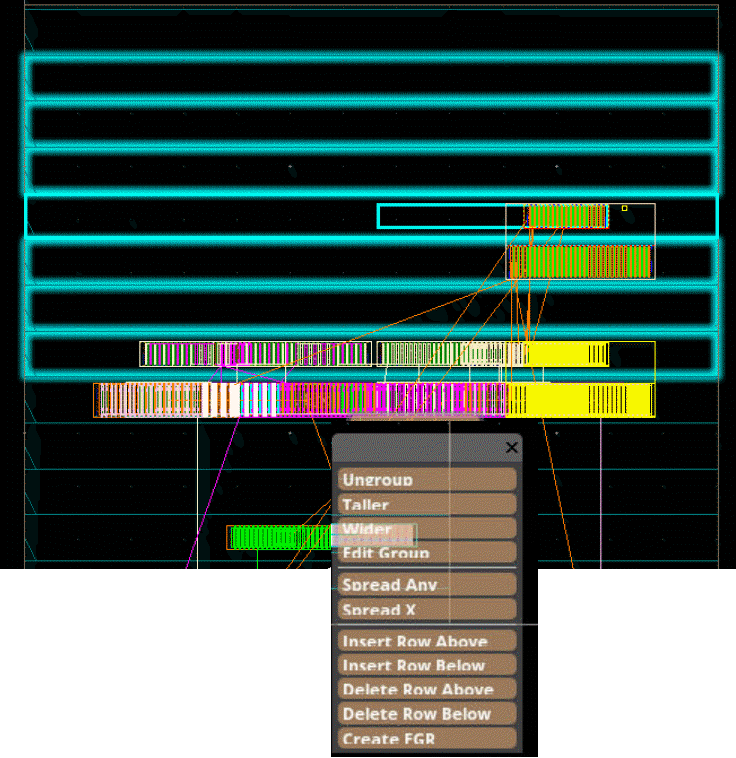 Ungroup
Taller
Wider
Edit Group
Spread Any
Spread X
Insert Row Above
Insert Row Below
Delete Row Above
Delete Row Below
Create FGR